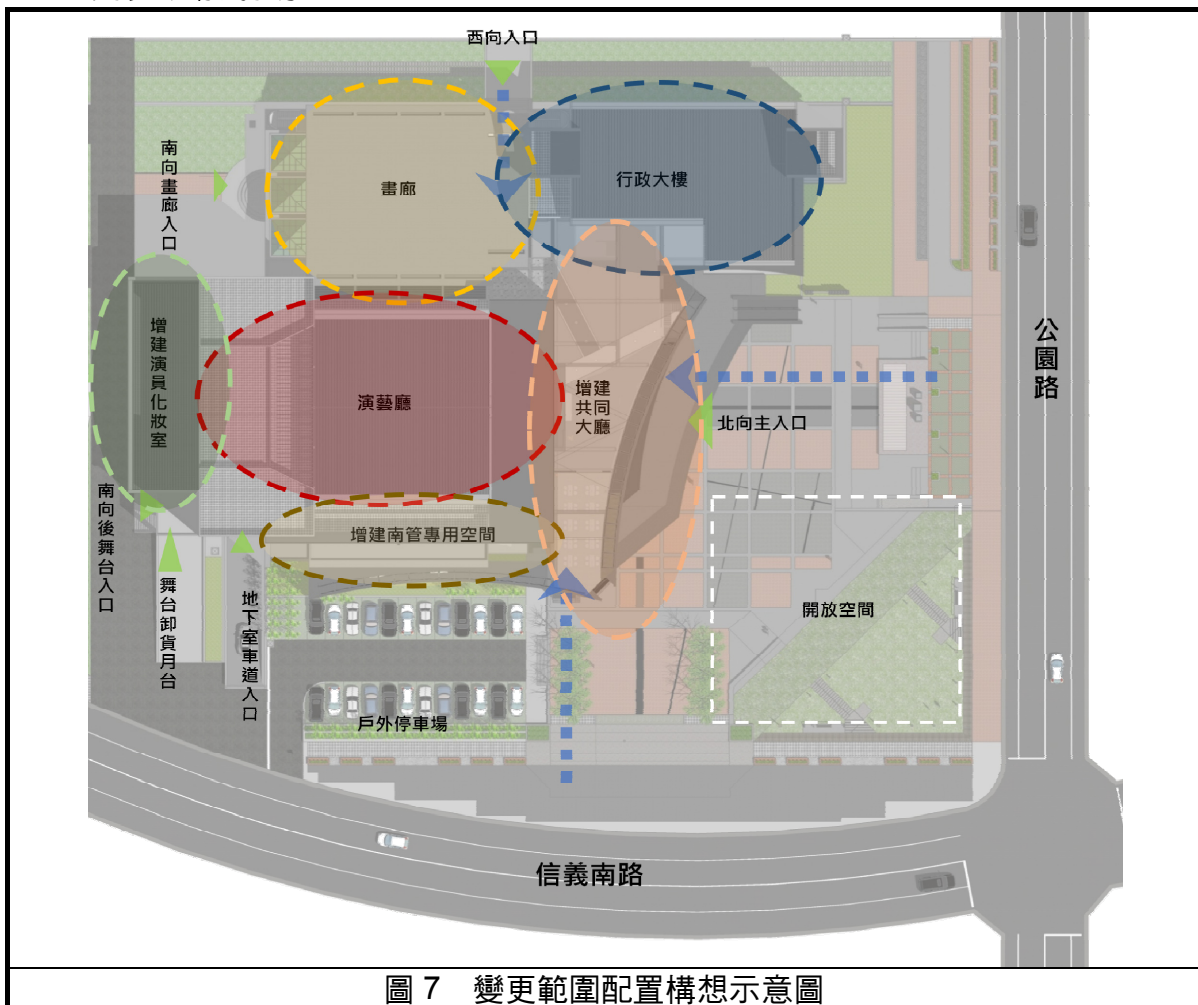 西向入口
南向畫廊入口
書廊
行政大樓
公園路
增建演員化妝室
演藝廳
增建
共同
大廳
北向主入口
南向後舞台入口
舞台卸貨月台
地下室車道入口
增建南管專用空間
開放空間
戶外停車場
信義南路
圖 7 變更範圍配置構想示意圖